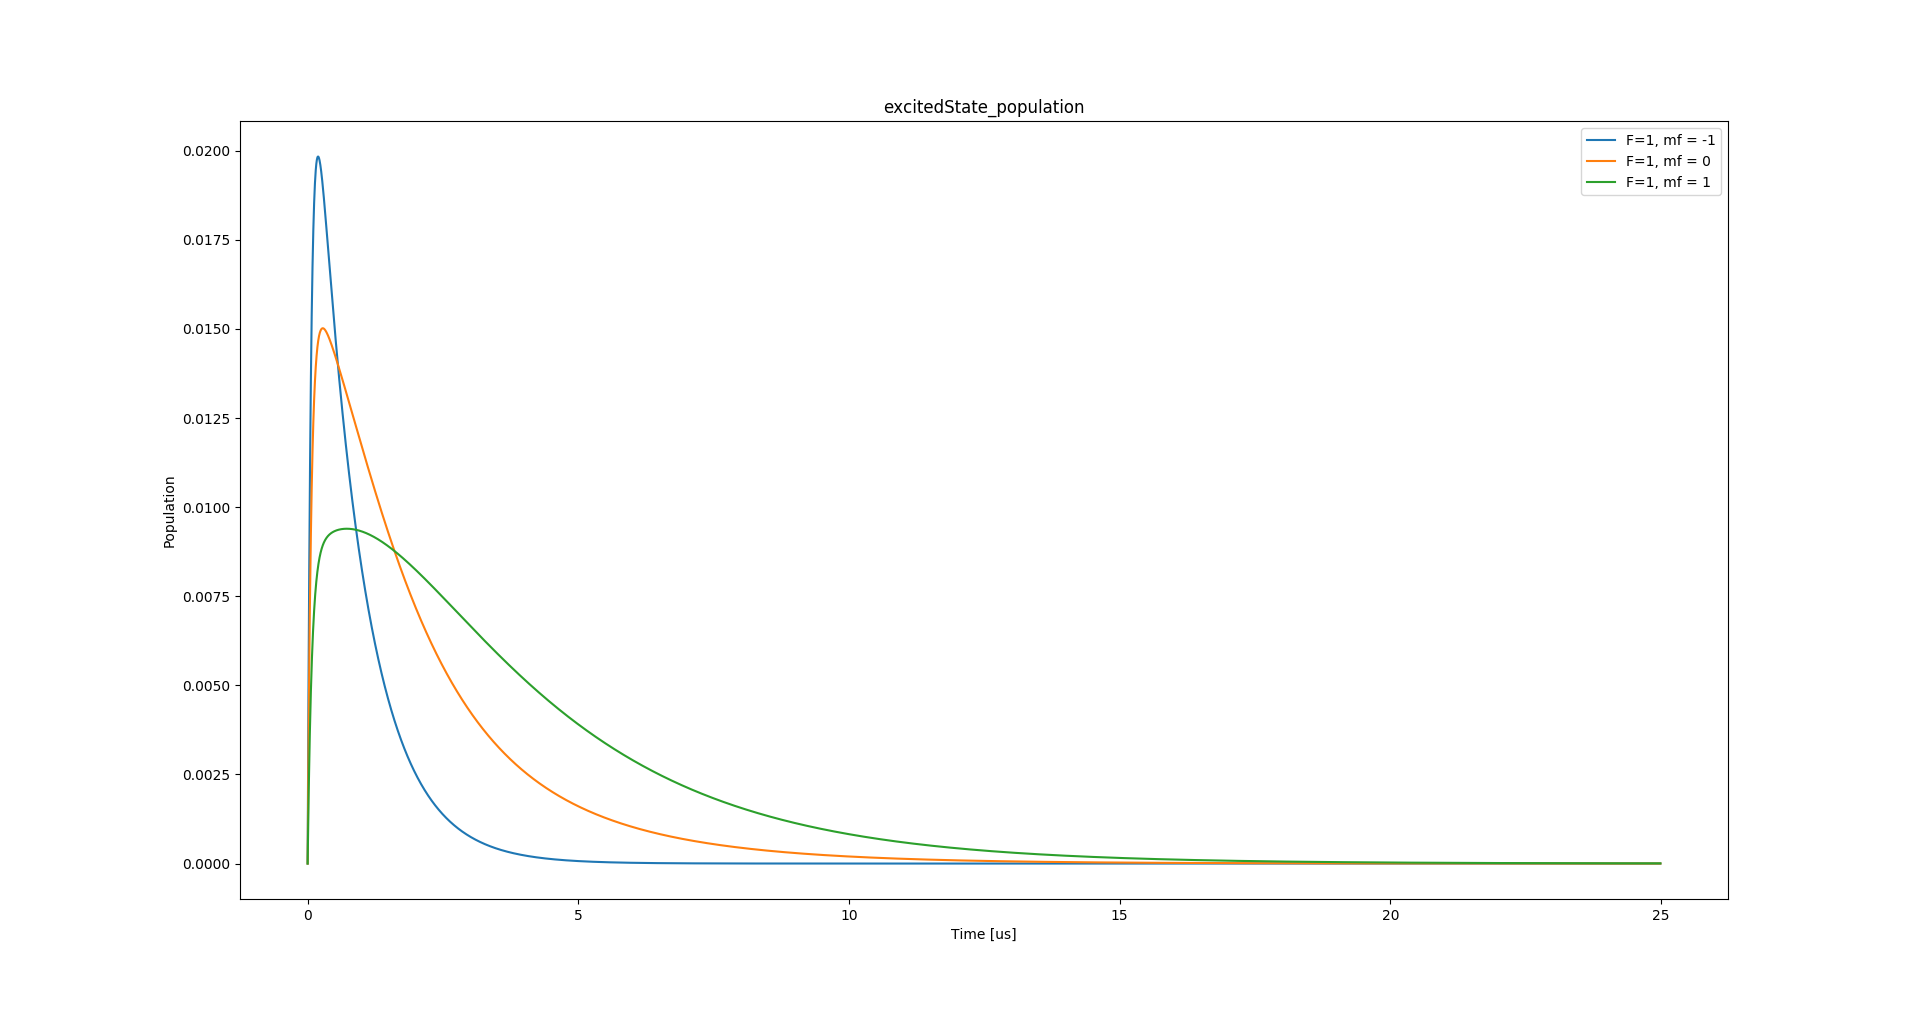 excitedState_population
F=1, mf = -1
F=1, mf = 0
F=1, mf = 1
Population
0.0200
0.0175
0.0150
0.0125
0.0100
0.0075
0.0050
0.0025
0.0000
0 5 10 15 20 25
Time [us]